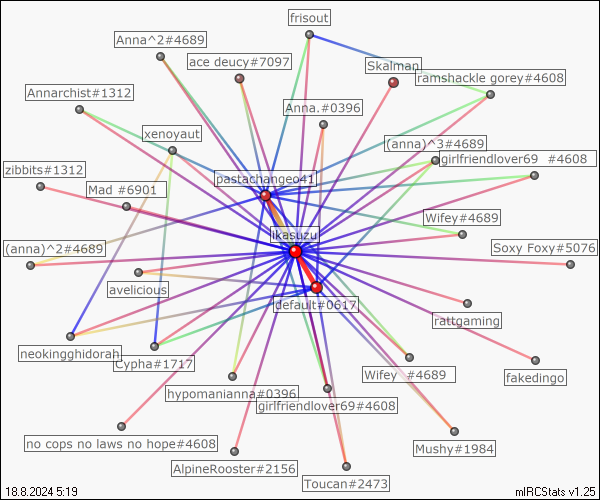 frisout
Anna^2#4689
ace deucy#7097
Skalman
ramshackle gorey#4608
Annarchist#1312
Anna.#0396
xenoyaut
(anna)^3#4689
girlfriendlover69 #4608
zibbits#1312
pastachangeo41
Mad #6901
Wifey#4689
ikasuzu
(anna)^2#4689
Soxy Foxy#5076
avelicious
default#0617
rattgaming
neokingghidorah
Cypha#1717
Wifey #4689
fakedingo
hypomanianna#0396
girlfriendlover69#4608
no cops no laws no hope#4608
Mushy#1984
AlpineRooster#2156
Toucan#2473
18.8.2024 5:19
mIRCStats v1.25